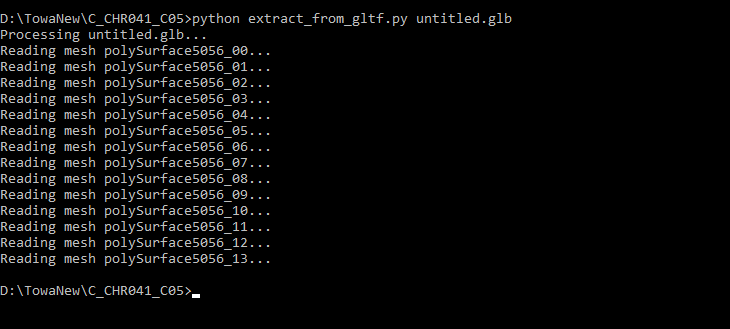 D:\TowaNew\C_CHR041_C05>python extract_from_gltf.py untitled.glb
Processing untitled.glb...
Reading mesh polySurface5056_00...
Reading mesh polySurface5056_01...
Reading mesh polySurface5056_02...
Reading mesh polySurface5056_03...
Reading mesh polySurface5056_04...
Reading mesh polySurface5056_05...
Reading mesh polySurface5056_06...
Reading mesh polySurface5056_07...
Reading mesh polySurface5056_08...
Reading mesh polySurface5056_09...
Reading mesh polySurface5056_10...
Reading mesh polySurface5056_11...
Reading mesh polySurface5056_12...
Reading mesh polySurface5056_13...
D:\TowaNew\C_CHR041_C05>